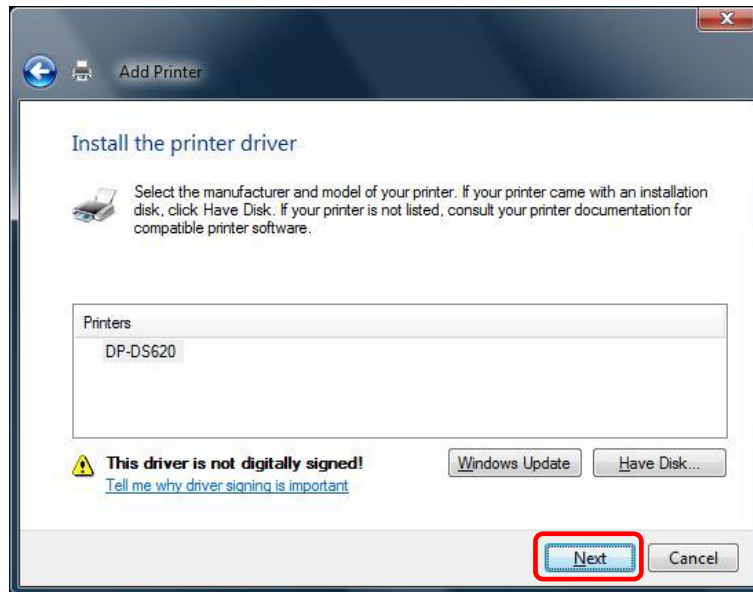 Add Printer
Install the printer driver
Select the manufacturer and model of your printer. If your printer came with an installation
disk, click Have Disk. If your printer is not listed, consult your printer documentation for
compatible printer software.
Printers
DP-DS620
This driver is not digitally signed!
Windows Update
Have Disk...
Tell me why driver signing is important
Next
Cancel